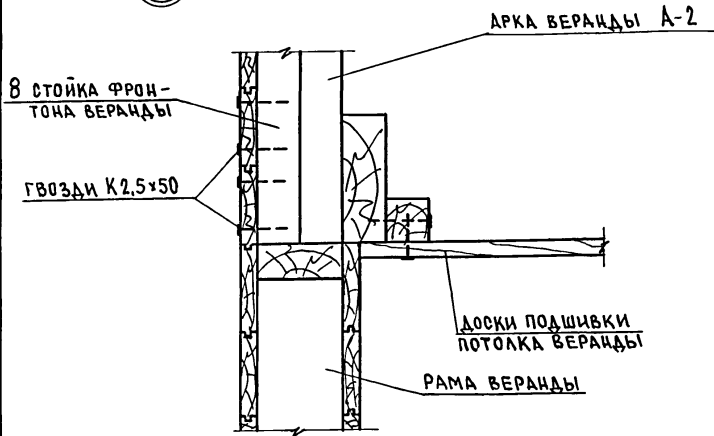 АРКА ВЕРАНДЫ А-2
8 СТОЙКА ФРОН-
ТОНА ВЕРАНДЫ
ГВОЗДИ К2,5×50
ДОСКИ ПОДШИВКИ
ПОТОЛКА ВЕРАНДЫ
РАМА ВЕРАНДЫ